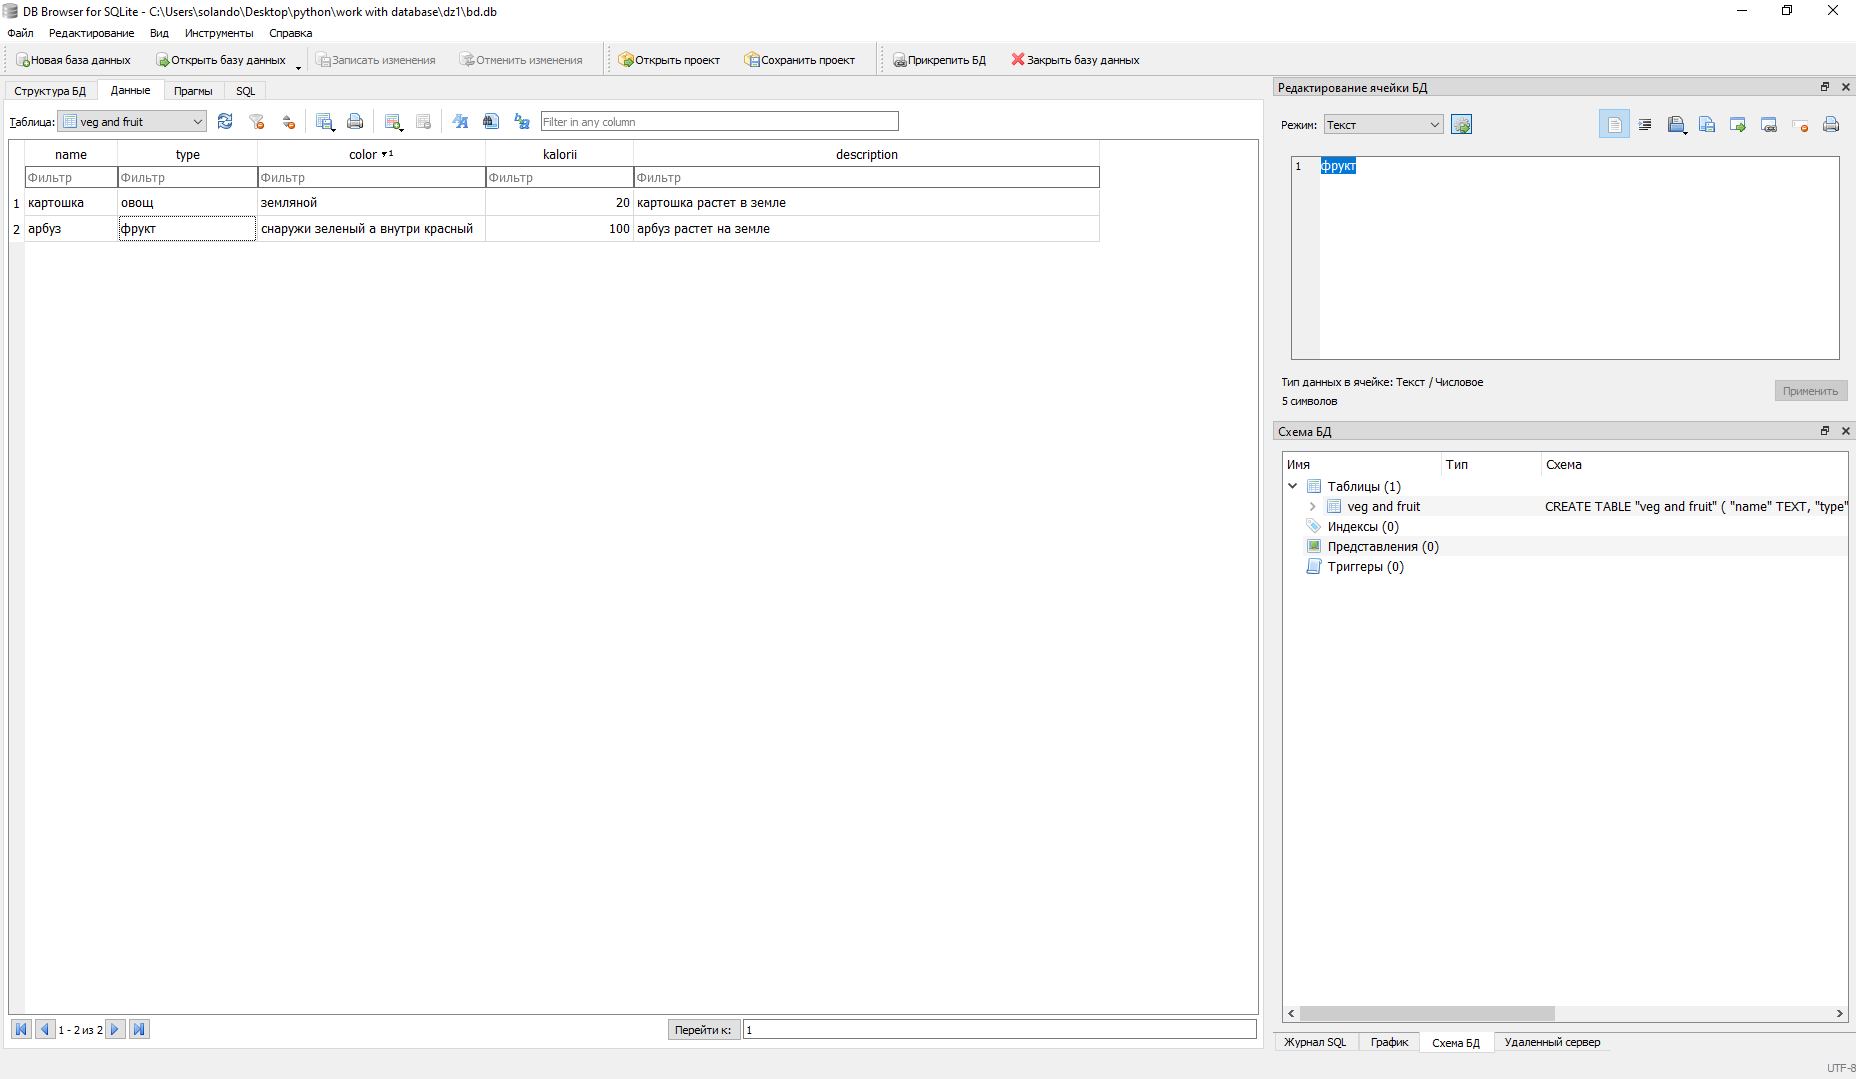 DB Browser for SQLite - C:\Users\solando\Desktop\python\work with database\dz1\bd.db
Файл Редактирование Вид Инструменты Справка
Новая база данных Открыть базу данных Записать изменения Отменить изменения Открыть проект Сохранить проект Прикрепить БД Закрыть базу данных
Структура БД Данные Прагмы SQL
Таблица: veg and fruit Filter in any column
name type color 1 kalorii description
Фильтр Фильтр Фильтр Фильтр Фильтр
1 картошка овощ земляной 20 картошка растет в земле
2 арбуз фрукт снаружи зеленый а внутри красный 100 арбуз растет на земле
1 - 2 из 2 Перейти к: 1
Редактирование ячейки БД
Режим: Текст
1 фрукт
Тип данных в ячейке: Текст / Числовое
5 символов
Применить
Схема БД
Имя Тип Схема
Таблицы (1)
veg and fruit CREATE TABLE "veg and fruit" ( "name" TEXT, "type"
Индексы (0)
Представления (0)
Триггеры (0)
Журнал SQL График Схема БД Удаленный сервер
UTF-8